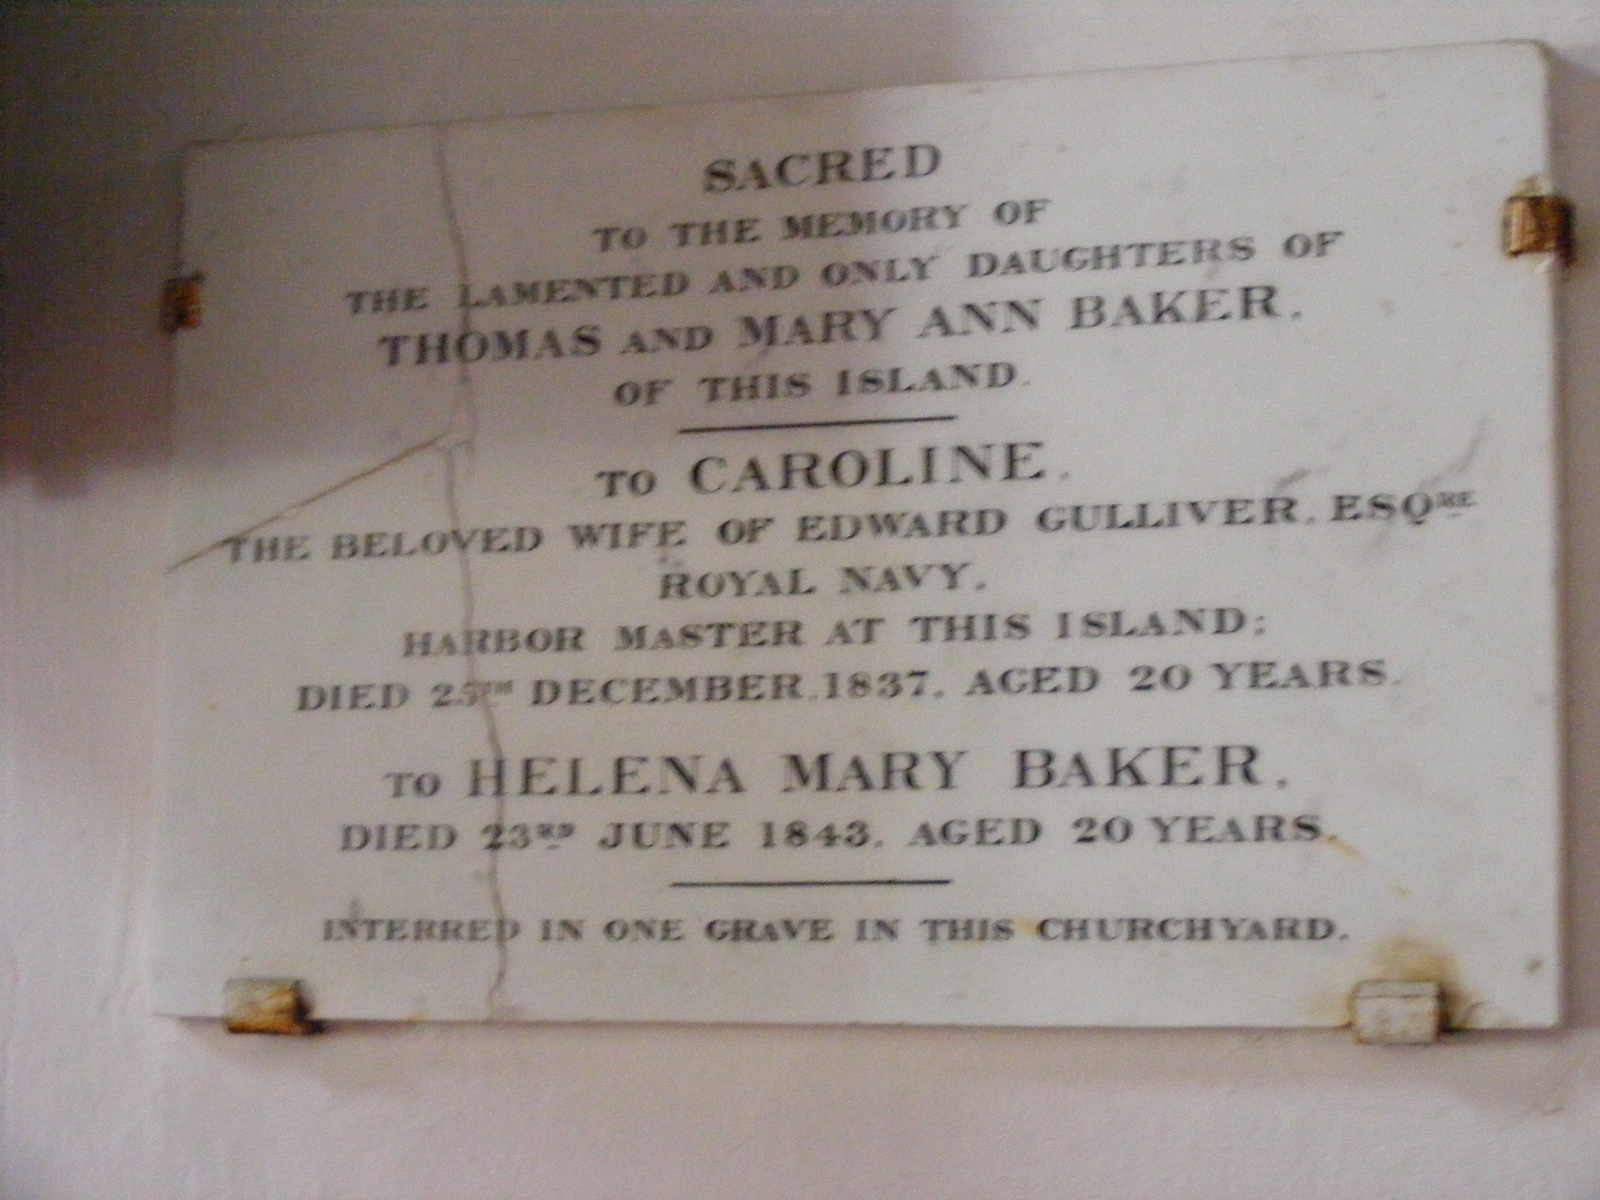 SACRED
TO THE MEMORY OF
THE LAMENTED AND ONLY DAUGHTERS OF
THOMAS AND MARY ANN BAKER.
OF THIS ISLAND.
TO CAROLINE.
THE BELOVED WIFE OF EDWARD GULLIVER. ESQRE
ROYAL NAVY.
HARBOR MASTER AT THIS ISLAND;
DIED 25TH DECEMBER. 1837. AGED 20 YEARS.
TO HELENA MARY BAKER.
DIED 23RD JUNE 1843. AGED 20 YEARS.
INTERRED IN ONE GRAVE IN THIS CHURCHYARD.